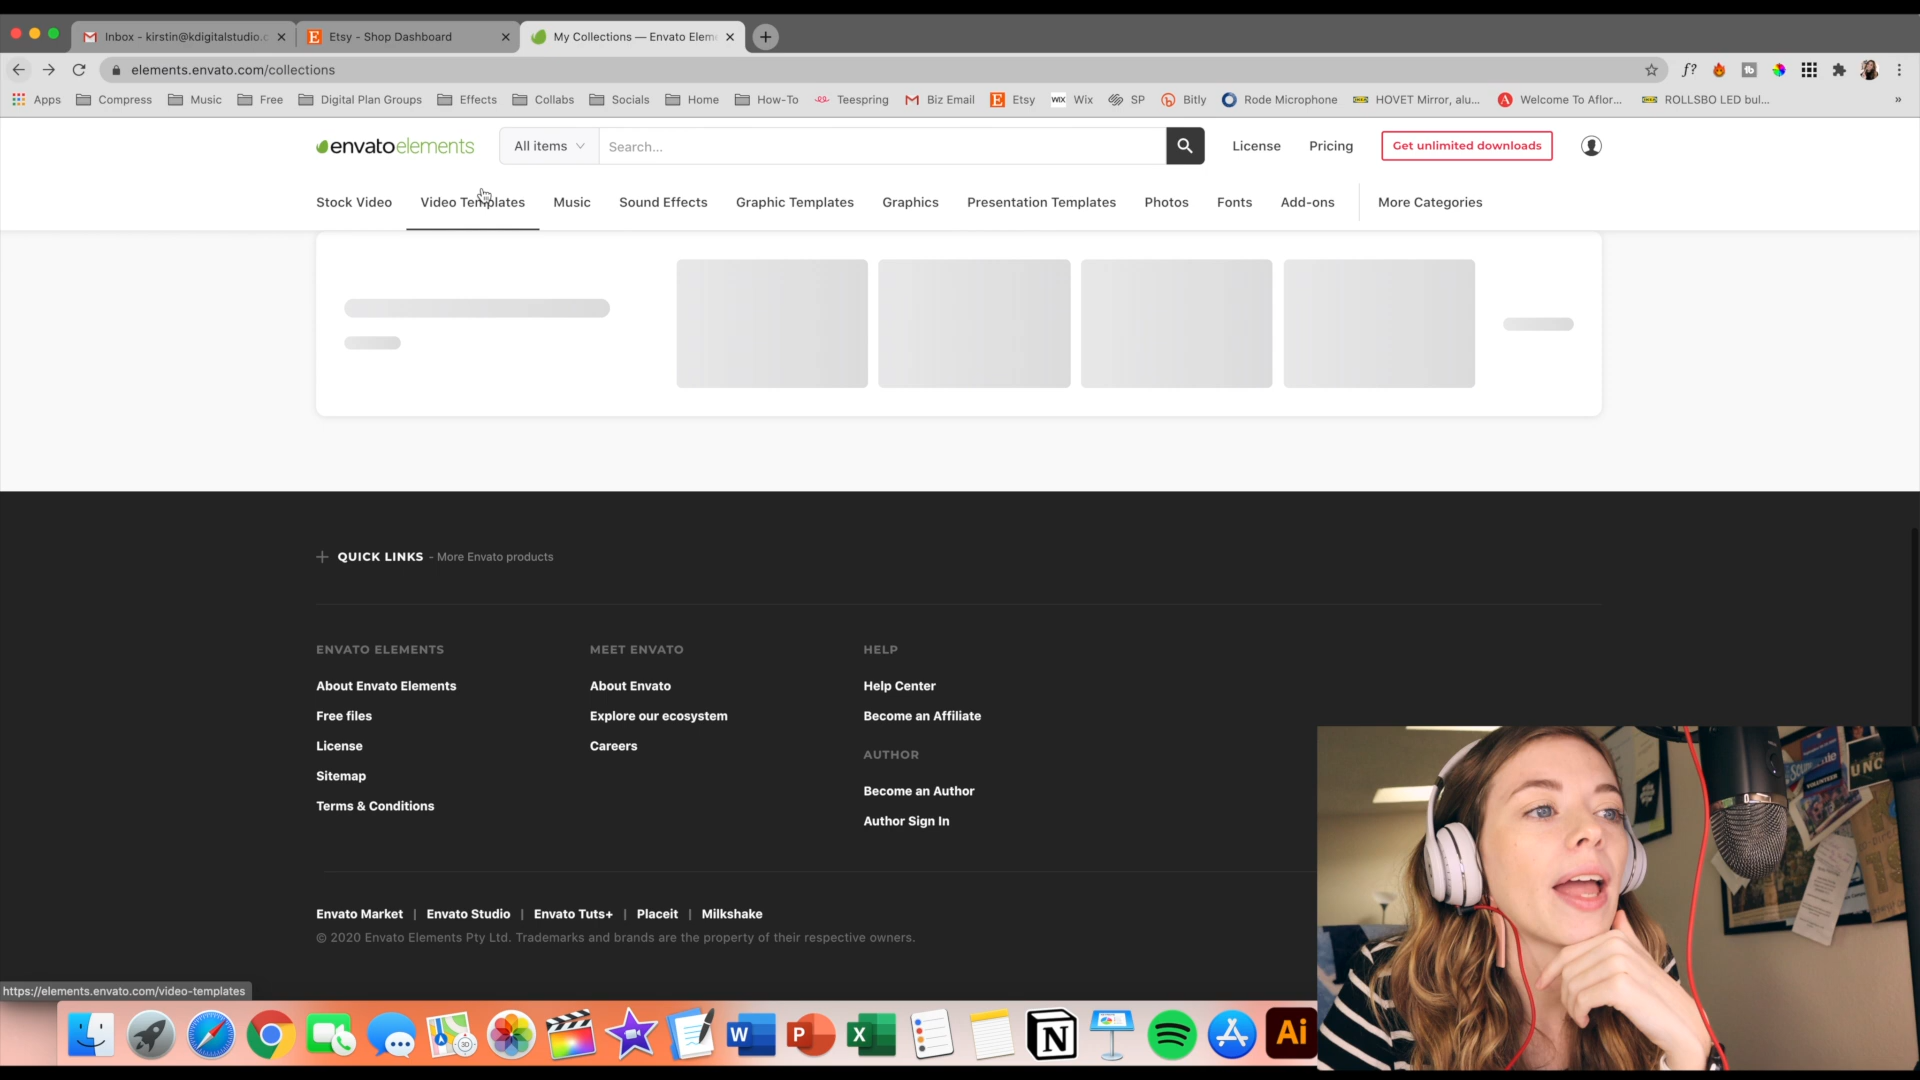 Inbox - kirstin@kdigitalstudio.c
Etsy - Shop Dashboard
My Collections — Envato Elem
elements.envato.com/collections
Apps Compress Music Free Digital Plan Groups Effects Collabs Socials Home How-To Teespring Biz Email Etsy Wix SP Bitly Rode Microphone HOVET Mirror, alu... Welcome To Aflor... ROLLSBO LED bul... »
envatoelements
All items
Search...
License Pricing Get unlimited downloads
Stock Video Video Templates Music Sound Effects Graphic Templates Graphics Presentation Templates Photos Fonts Add-ons More Categories
QUICK LINKS - More Envato products
ENVATO ELEMENTS
About Envato Elements
Free files
License
Sitemap
Terms & Conditions
MEET ENVATO
About Envato
Explore our ecosystem
Careers
HELP
Help Center
Become an Affiliate
AUTHOR
Become an Author
Author Sign In
Envato Market | Envato Studio | Envato Tuts+ | Placeit | Milkshake
© 2020 Envato Elements Pty Ltd. Trademarks and brands are the property of their respective owners.
https://elements.envato.com/video-templates
VOLUNTEER
UNC
W P X N Ai